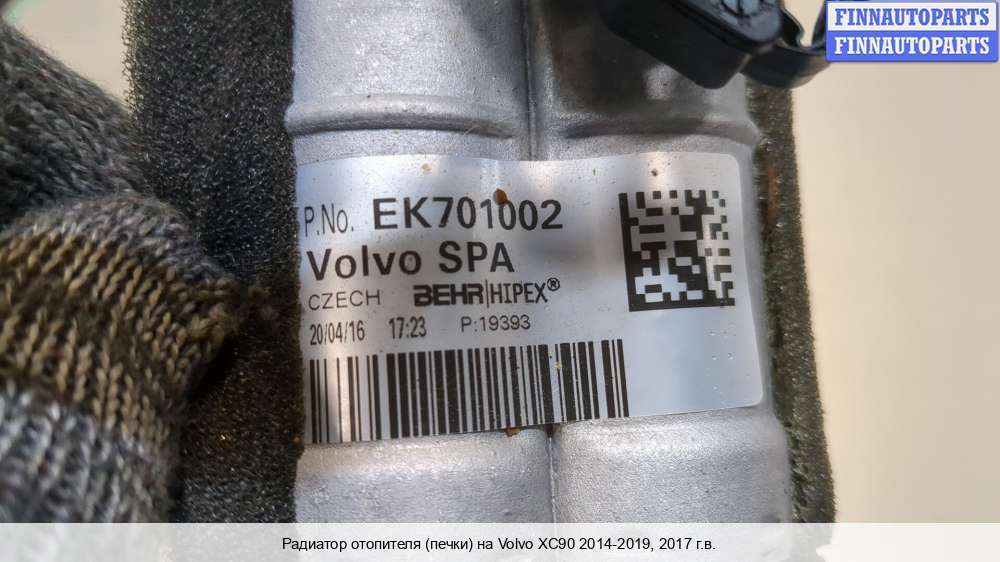 FINNAUTOPARTS
FINNAUTOPARTS
P.No. EK701002
Volvo SPA
CZECH BEHR|HIPEX®
20/04/16 17:23 P:19393
Радиатор отопителя (печки) на Volvo XC90 2014-2019, 2017 г.в.